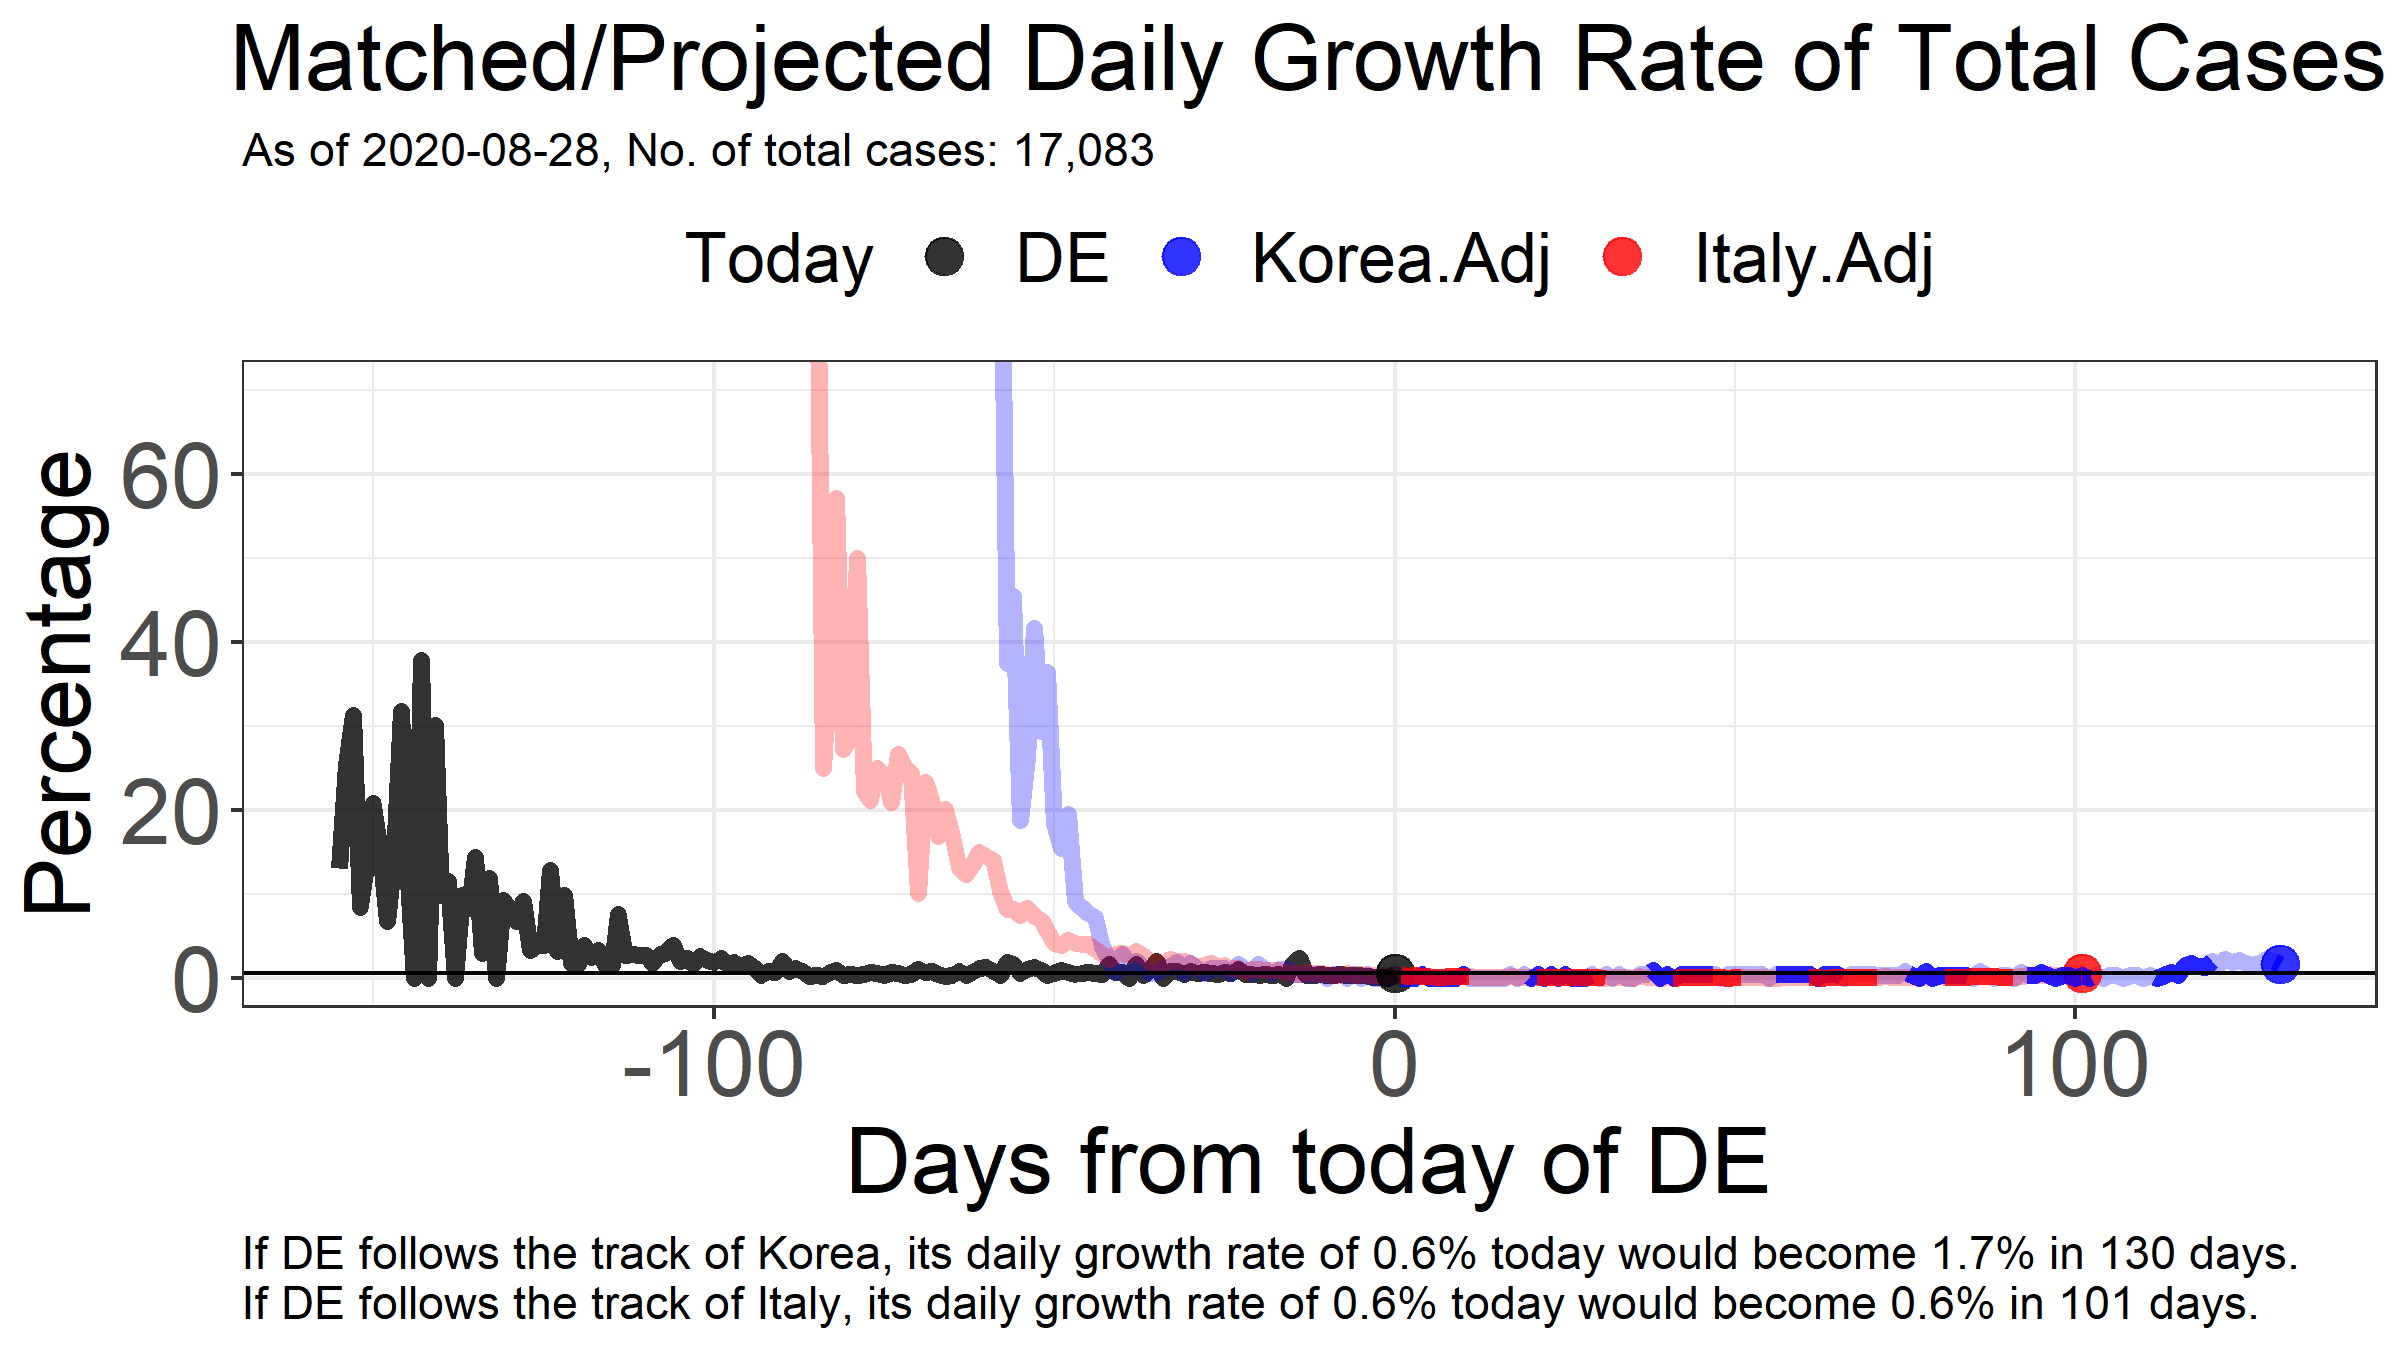 Matched/Projected Daily Growth Rate of Total Cases
As of 2020-08-28, No. of total cases: 17,083
Today DE Korea.Adj Italy.Adj
Percentage
60
40
20
0
-100 0 100
Days from today of DE
If DE follows the track of Korea, its daily growth rate of 0.6% today would become 1.7% in 130 days.
If DE follows the track of Italy, its daily growth rate of 0.6% today would become 0.6% in 101 days.